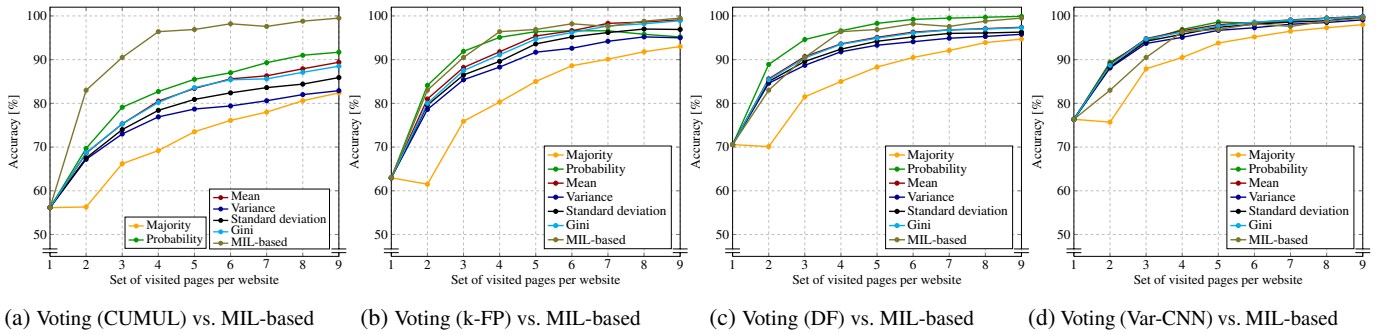 100
90
80
70
60
50
Accuracy [%]
1 2 3 4 5 6 7 8 9
Set of visited pages per website
Majority
Probability
Mean
Variance
Standard deviation
Gini
MIL-based
(a) Voting (CUMUL) vs. MIL-based
100
90
80
70
60
50
Accuracy [%]
1 2 3 4 5 6 7 8 9
Set of visited pages per website
Majority
Probability
Mean
Variance
Standard deviation
Gini
MIL-based
(b) Voting (k-FP) vs. MIL-based
100
90
80
70
60
50
Accuracy [%]
1 2 3 4 5 6 7 8 9
Set of visited pages per website
Majority
Probability
Mean
Variance
Standard deviation
Gini
MIL-based
(c) Voting (DF) vs. MIL-based
100
90
80
70
60
50
Accuracy [%]
1 2 3 4 5 6 7 8 9
Set of visited pages per website
Majority
Probability
Mean
Variance
Standard deviation
Gini
MIL-based
(d) Voting (Var-CNN) vs. MIL-based